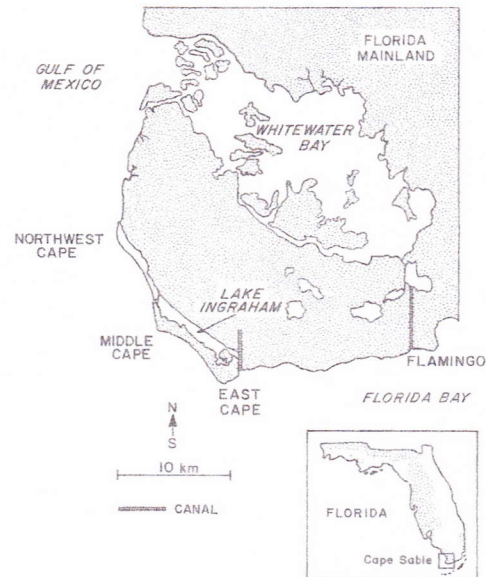 FLORIDA
MAINLAND
GULF OF
MEXICO
WHITEWATER
BAY
NORTHWEST
CAPE
LAKE
INGRAHAM
MIDDLE
CAPE
FLAMINGO
EAST
CAPE
FLORIDA BAY
N
S
10 km
CANAL
FLORIDA
Cape Sable